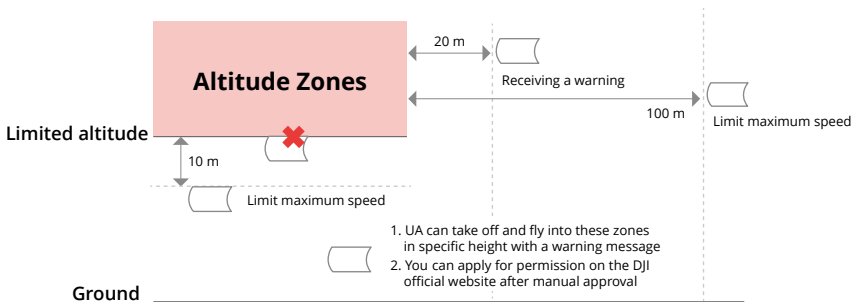 20 m
Altitude Zones
Receiving a warning
100 m
Limit maximum speed
Limited altitude
10 m
Limit maximum speed
1. UA can take off and fly into these zones
in specific height with a warning message
2. You can apply for permission on the DJI
official website after manual approval
Ground